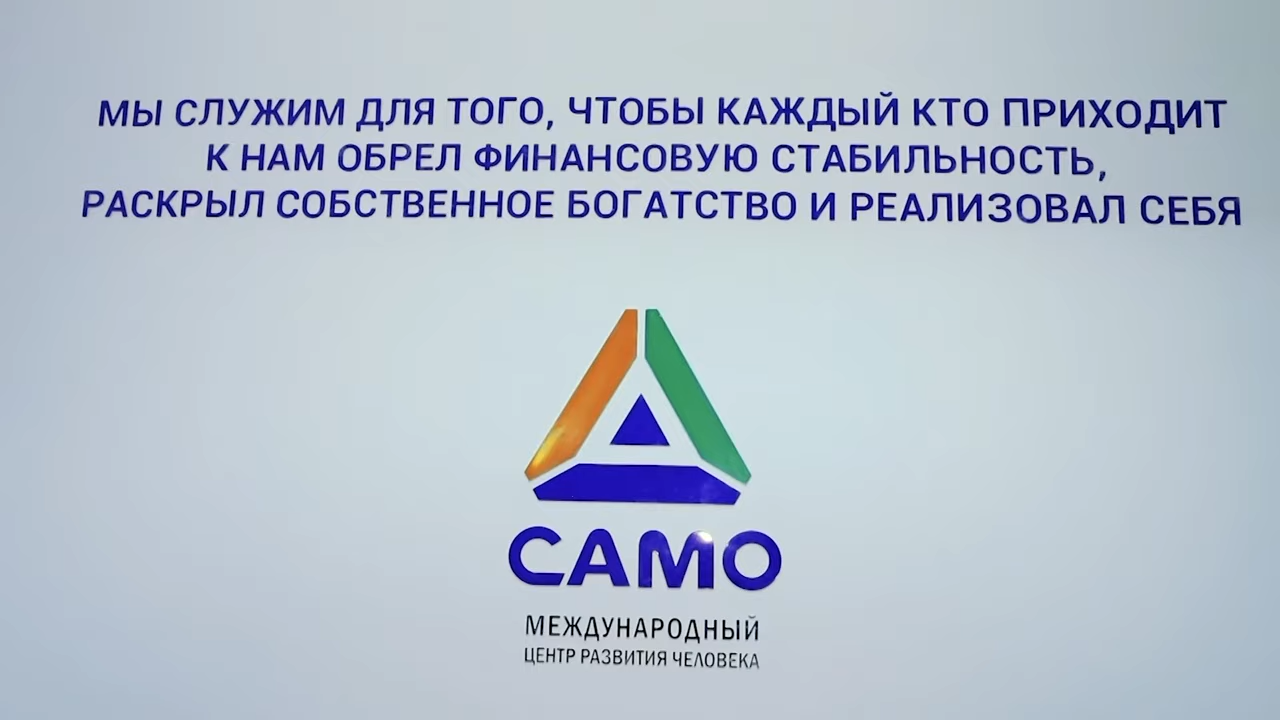 МЫ СЛУЖИМ ДЛЯ ТОГО, ЧТОБЫ КАЖДЫЙ КТО ПРИХОДИТ
К НАМ ОБРЕЛ ФИНАНСОВУЮ СТАБИЛЬНОСТЬ,
РАСКРЫЛ СОБСТВЕННОЕ БОГАТСТВО И РЕАЛИЗОВАЛ СЕБЯ
САМО
МЕЖДУНАРОДНЫЙ
ЦЕНТР РАЗВИТИЯ ЧЕЛОВЕКА